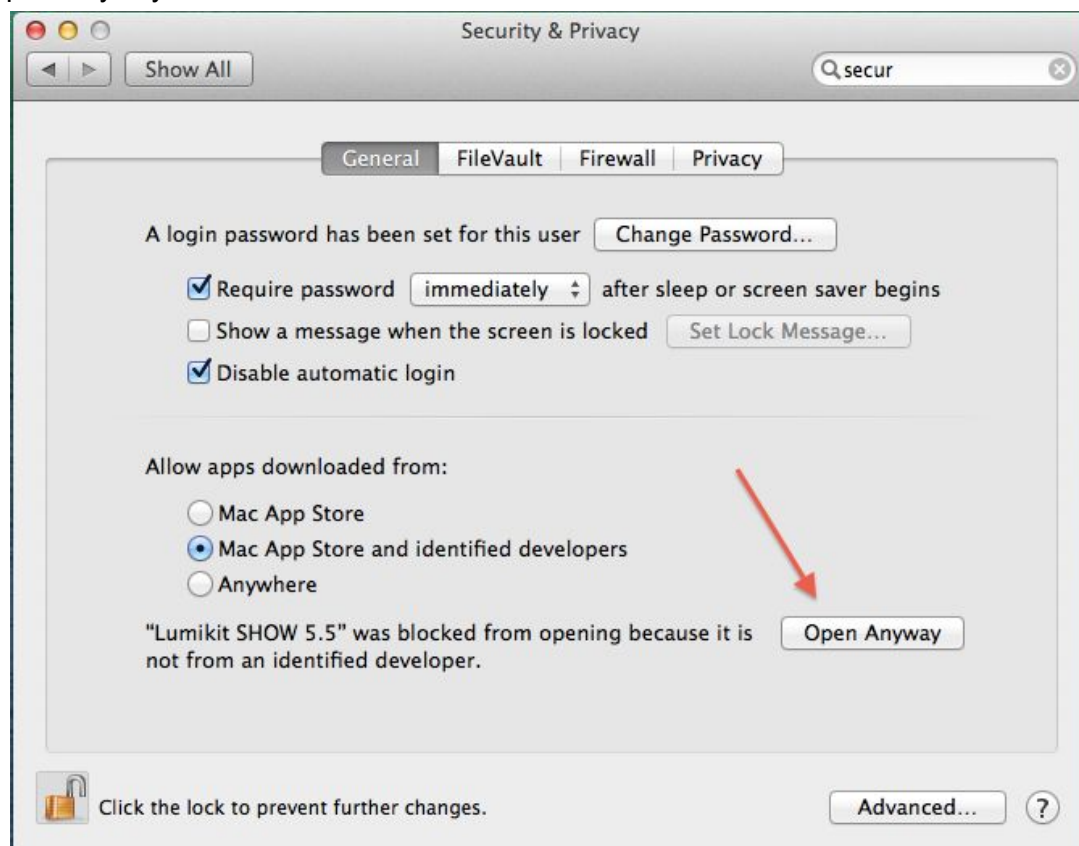 Security & Privacy
Show All
secur
General FileVault Firewall Privacy
A login password has been set for this user Change Password...
Require password immediately after sleep or screen saver begins
Show a message when the screen is locked Set Lock Message...
Disable automatic login
Allow apps downloaded from:
Mac App Store
Mac App Store and identified developers
Anywhere
“Lumikit SHOW 5.5” was blocked from opening because it is Open Anyway
not from an identified developer.
Click the lock to prevent further changes. Advanced... ?